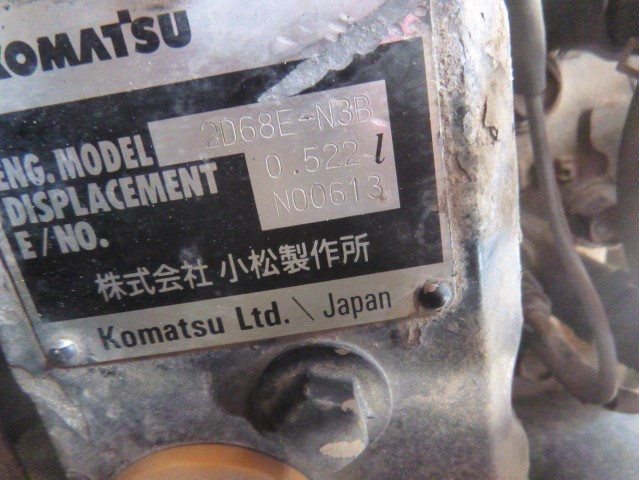 KOMATSU
ENG. MODEL 2D68E-N3B
DISPLACEMENT 0.522 l
E/NO. N00613
株式会社 小松製作所
Komatsu Ltd. \ Japan